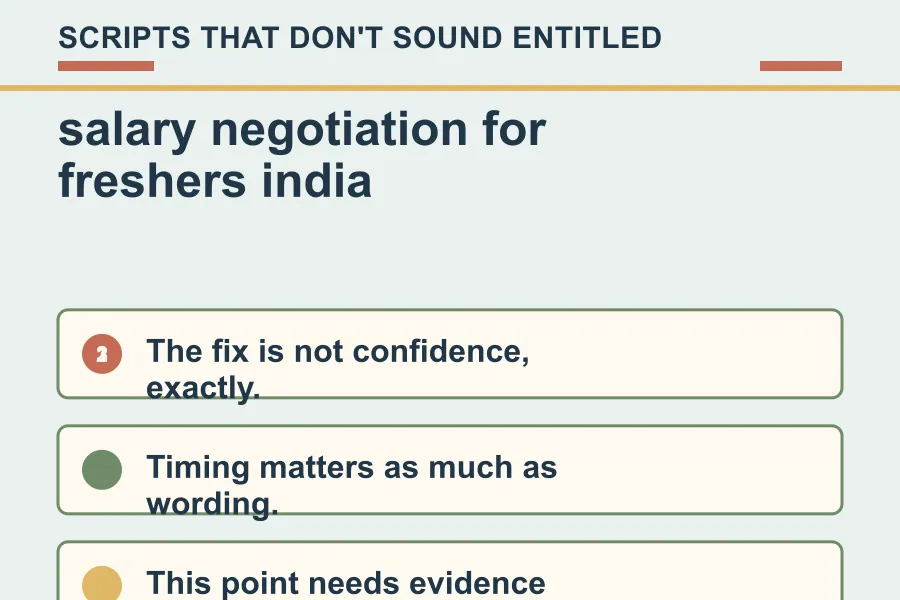 SCRIPTS THAT DON'T SOUND ENTITLED
salary negotiation for
freshers india
The fix is not confidence,
exactly.
Timing matters as much as
wording.
This point needs evidence